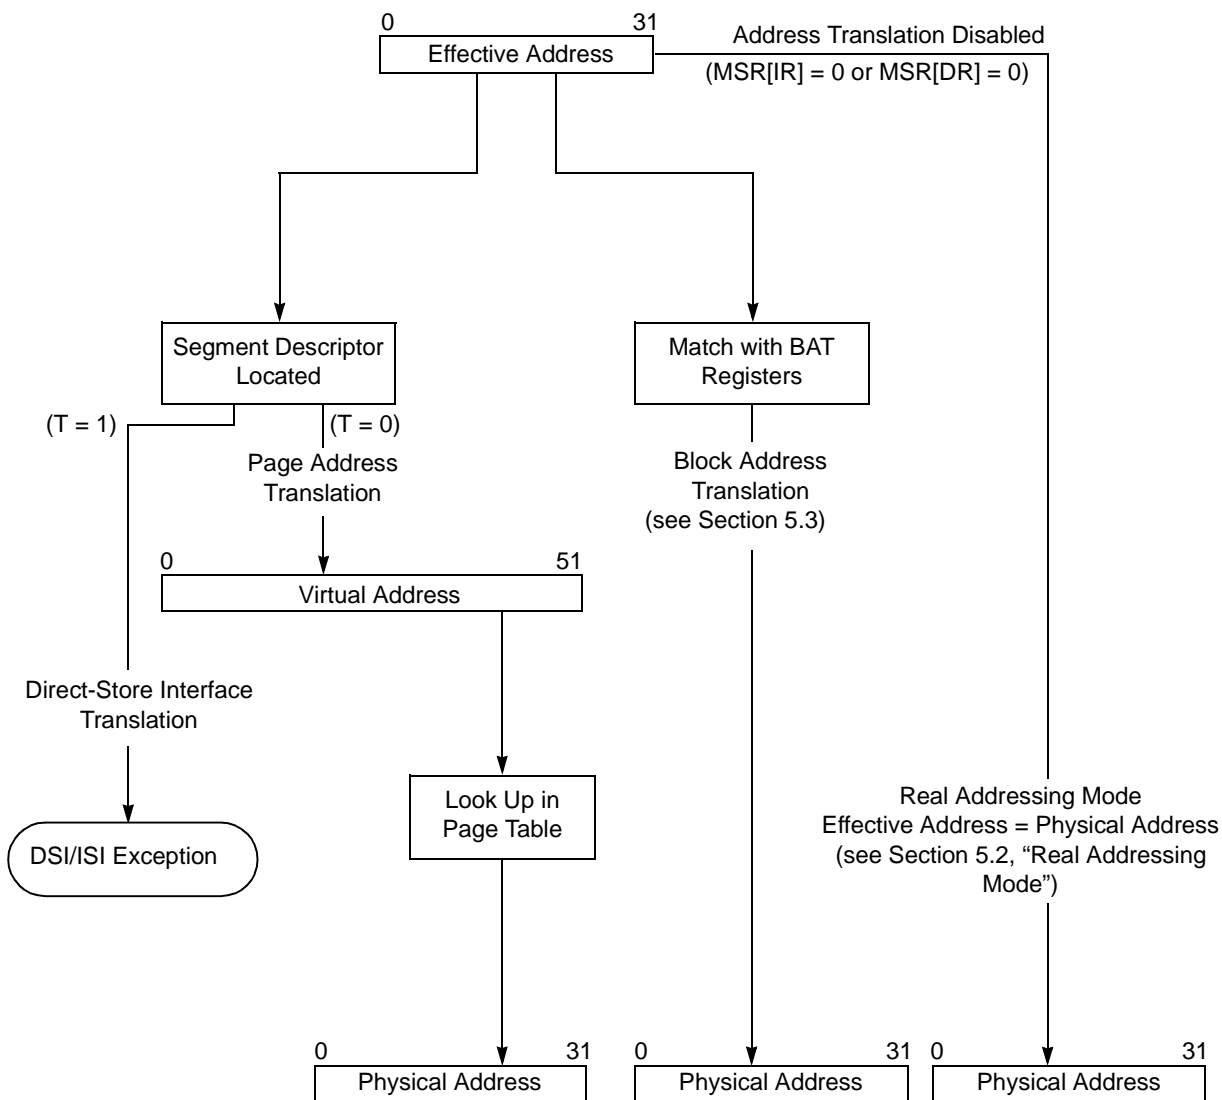 0 31
Address Translation Disabled
Effective Address
(MSR[IR] = 0 or MSR[DR] = 0)
Segment Descriptor
Located
Match with BAT
Registers
(T = 1)
(T = 0)
Page Address
Translation
Block Address
Translation
(see Section 5.3)
0 51
Virtual Address
Direct-Store Interface
Translation
Look Up in
Page Table
Real Addressing Mode
Effective Address = Physical Address
(see Section 5.2, “Real Addressing
Mode”)
DSI/ISI Exception
0 31
Physical Address
0 31
Physical Address
0 31
Physical Address